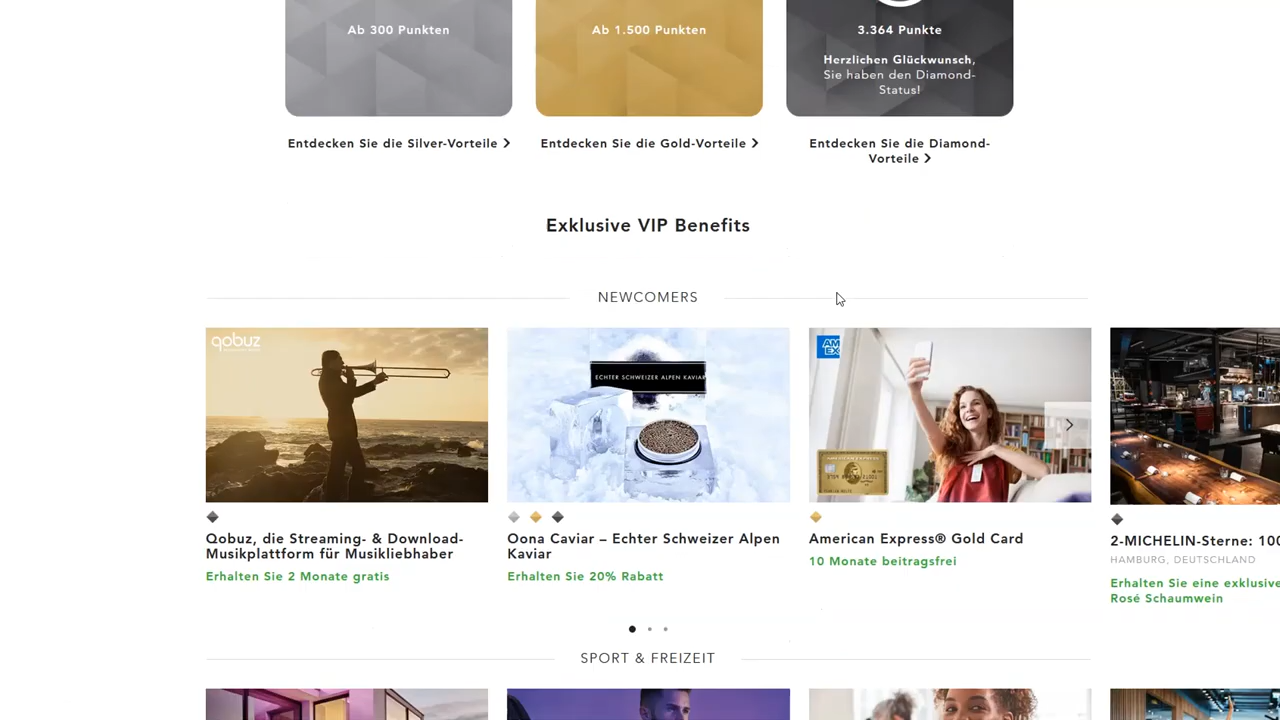 Ab 300 Punkten
Ab 1.500 Punkten
3.364 Punkte
Herzlichen Glückwunsch,
Sie haben den Diamond-
Status!
Entdecken Sie die Silver-Vorteile
Entdecken Sie die Gold-Vorteile
Entdecken Sie die Diamond-
Vorteile
Exklusive VIP Benefits
NEWCOMERS
qobuz
ECHTER SCHWEIZER ALPEN KAVIAR
AM
EX
Qobuz, die Streaming- & Download-
Musikplattform für Musikliebhaber
Erhalten Sie 2 Monate gratis
Oona Caviar – Echter Schweizer Alpen
Kaviar
Erhalten Sie 20% Rabatt
American Express® Gold Card
10 Monate beitragsfrei
2-MICHELIN-Sterne: 100
HAMBURG, DEUTSCHLAND
Erhalten Sie eine exklusive
Rosé Schaumwein
SPORT & FREIZEIT